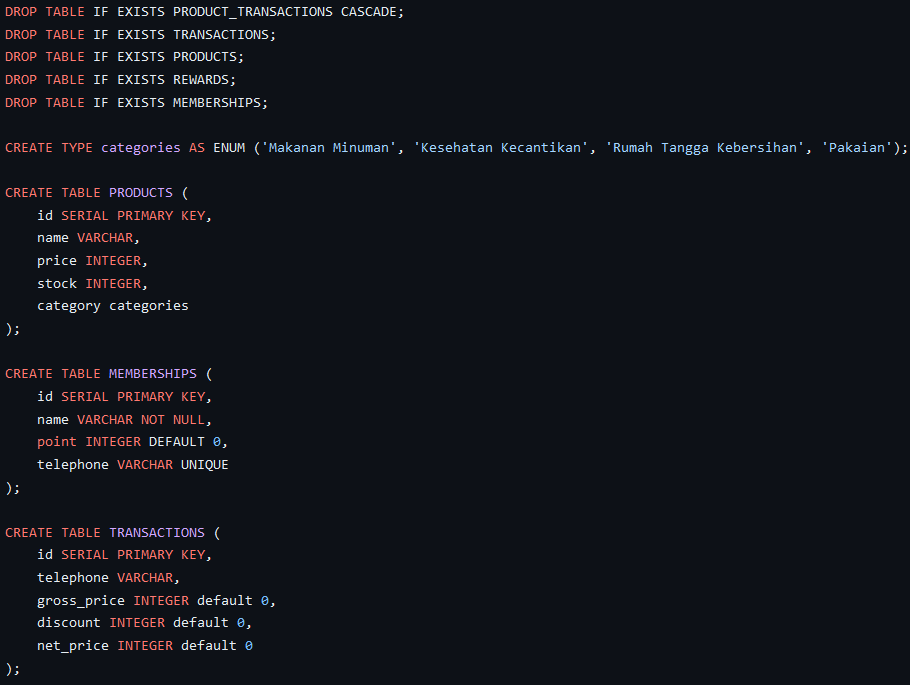 DROP TABLE IF EXISTS PRODUCT_TRANSACTIONS CASCADE;
DROP TABLE IF EXISTS TRANSACTIONS;
DROP TABLE IF EXISTS PRODUCTS;
DROP TABLE IF EXISTS REWARDS;
DROP TABLE IF EXISTS MEMBERSHIPS;

CREATE TYPE categories AS ENUM ('Makanan Minuman', 'Kesehatan Kecantikan', 'Rumah Tangga Kebersihan', 'Pakaian');

CREATE TABLE PRODUCTS (
    id SERIAL PRIMARY KEY,
    name VARCHAR,
    price INTEGER,
    stock INTEGER,
    category categories
);

CREATE TABLE MEMBERSHIPS (
    id SERIAL PRIMARY KEY,
    name VARCHAR NOT NULL,
    point INTEGER DEFAULT 0,
    telephone VARCHAR UNIQUE
);

CREATE TABLE TRANSACTIONS (
    id SERIAL PRIMARY KEY,
    telephone VARCHAR,
    gross_price INTEGER default 0,
    discount INTEGER default 0,
    net_price INTEGER default 0
);